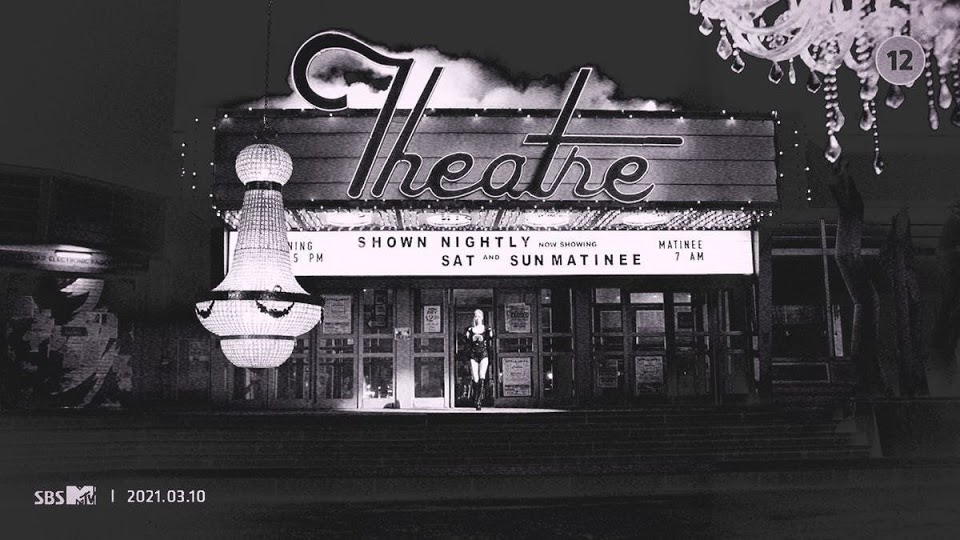 12
Theatre
NING SHOWN NIGHTLY NOW SHOWING MATINEE
5 PM SAT AND SUN MATINEE 7 AM
ELECTRONIC
SBS MTV | 2021.03.10